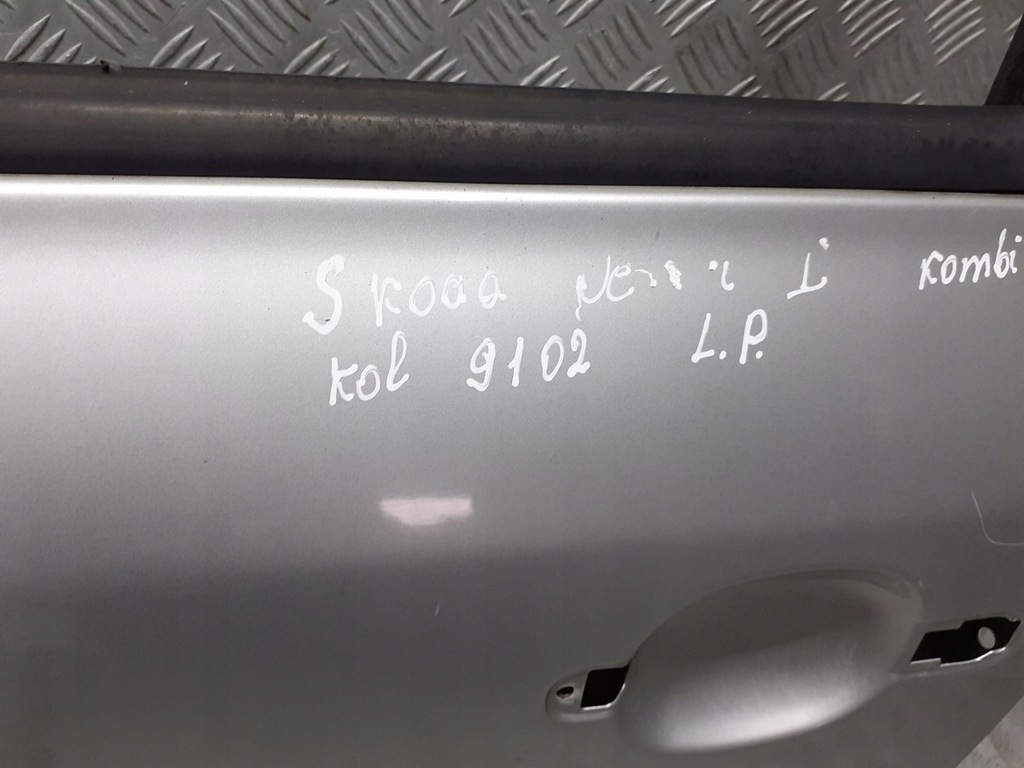 Skoda I kombi
kol 9102 L.P.